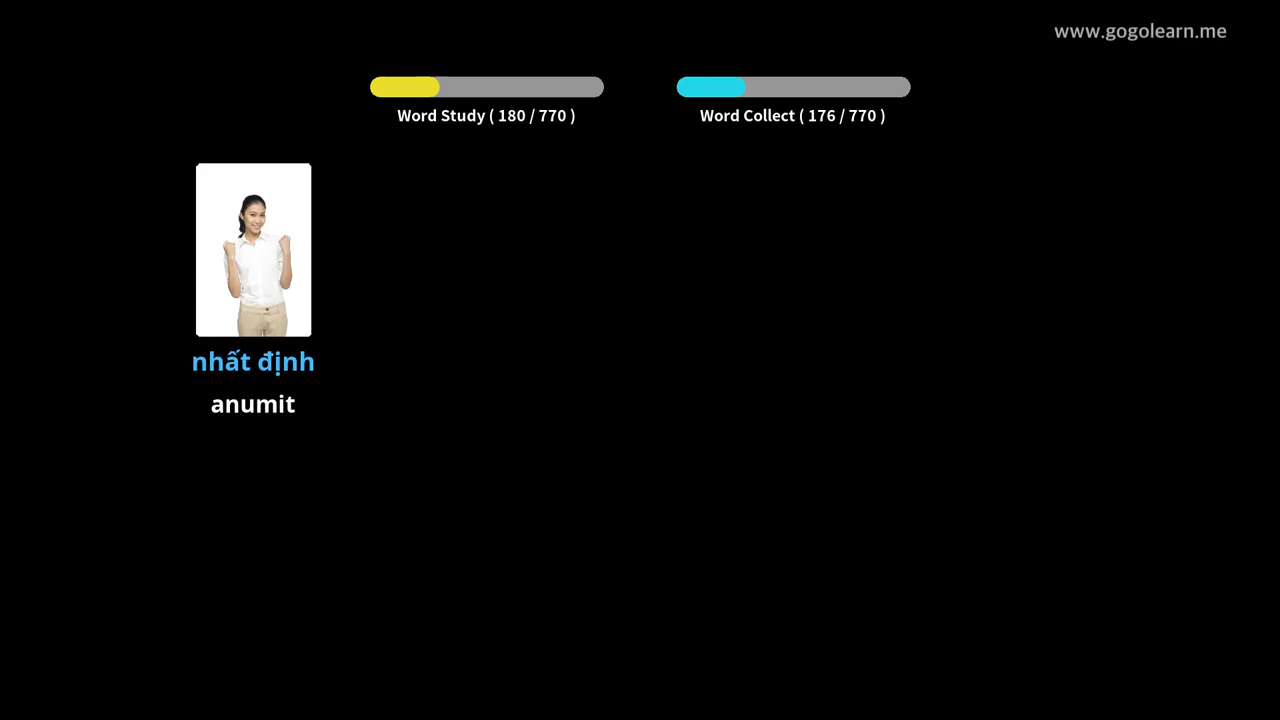 www.gogolearn.me
Word Study ( 180 / 770 )
Word Collect ( 176 / 770 )
nhất định
anumit